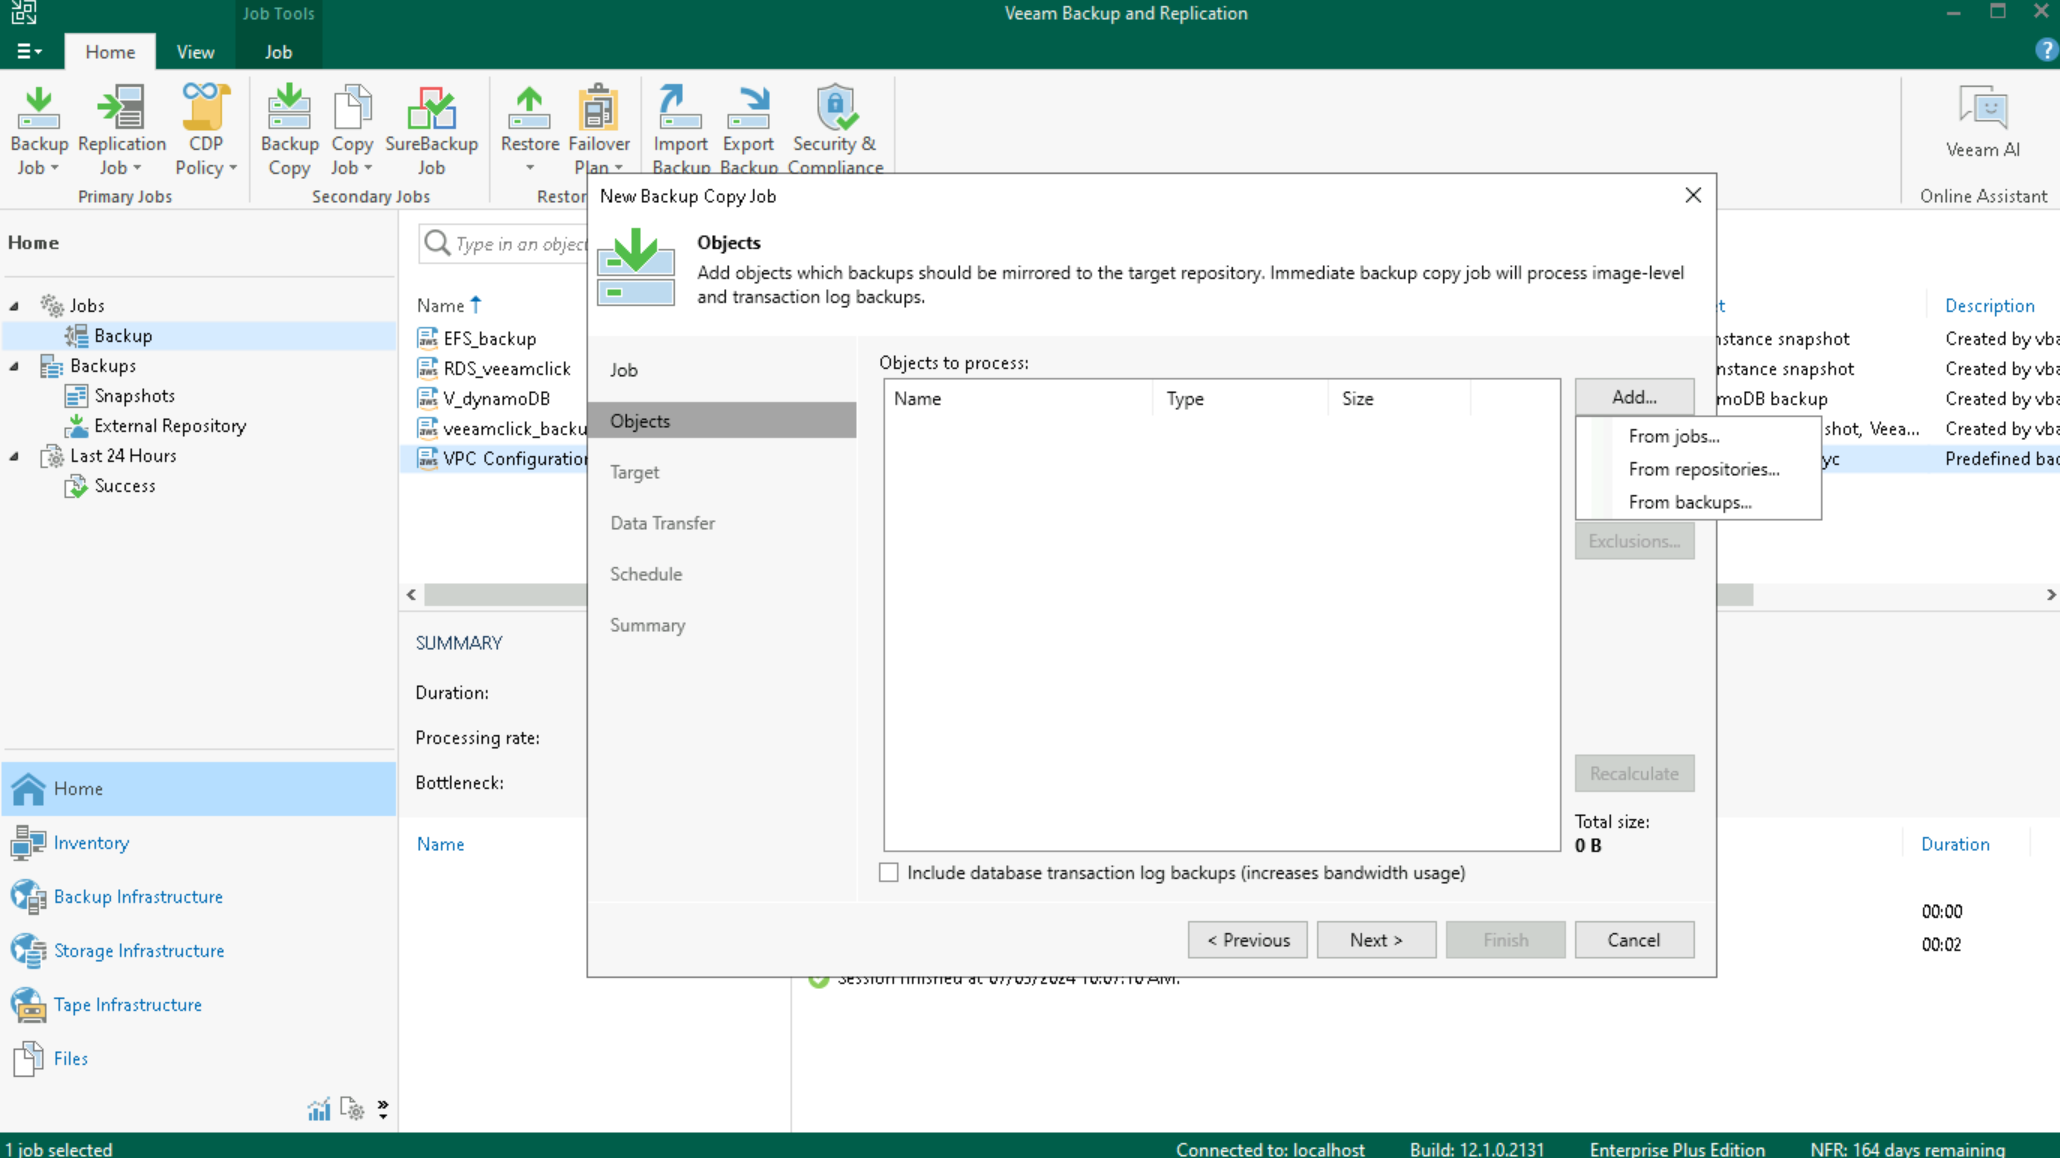 Job Tools
Veeam Backup and Replication
Home
View
Job
Backup Job
Replication Job
CDP Policy
Primary Jobs
Backup Copy
Copy Job
SureBackup Job
Secondary Jobs
Restore
Failover Plan
Import Backup
Export Backup
Security & Compliance
Veeam AI
Online Assistant
Home
Jobs
Backup
Backups
Snapshots
External Repository
Last 24 Hours
Success
Home
Inventory
Backup Infrastructure
Storage Infrastructure
Tape Infrastructure
Files
Type in an objec
Name
EFS_backup
RDS_veeamclick
V_dynamoDB
veeamclick_backu
VPC Configuration
SUMMARY
Duration:
Processing rate:
Bottleneck:
Name
New Backup Copy Job
Objects
Add objects which backups should be mirrored to the target repository. Immediate backup copy job will process image-level
and transaction log backups.
Job
Objects
Target
Data Transfer
Schedule
Summary
Objects to process:
Name Type Size
Add...
From jobs...
From repositories...
From backups...
Exclusions...
Recalculate
Total size:
0 B
Include database transaction log backups (increases bandwidth usage)
< Previous
Next >
Finish
Cancel
Description
nstance snapshot Created by vba
nstance snapshot Created by vba
moDB backup Created by vba
shot, Veea... Created by vba
yc Predefined bac
Duration
00:00
00:02
Session finished at 07/03/2024 10:07:10 AM.
1 job selected
Connected to: localhost
Build: 12.1.0.2131
Enterprise Plus Edition
NFR: 164 days remaining